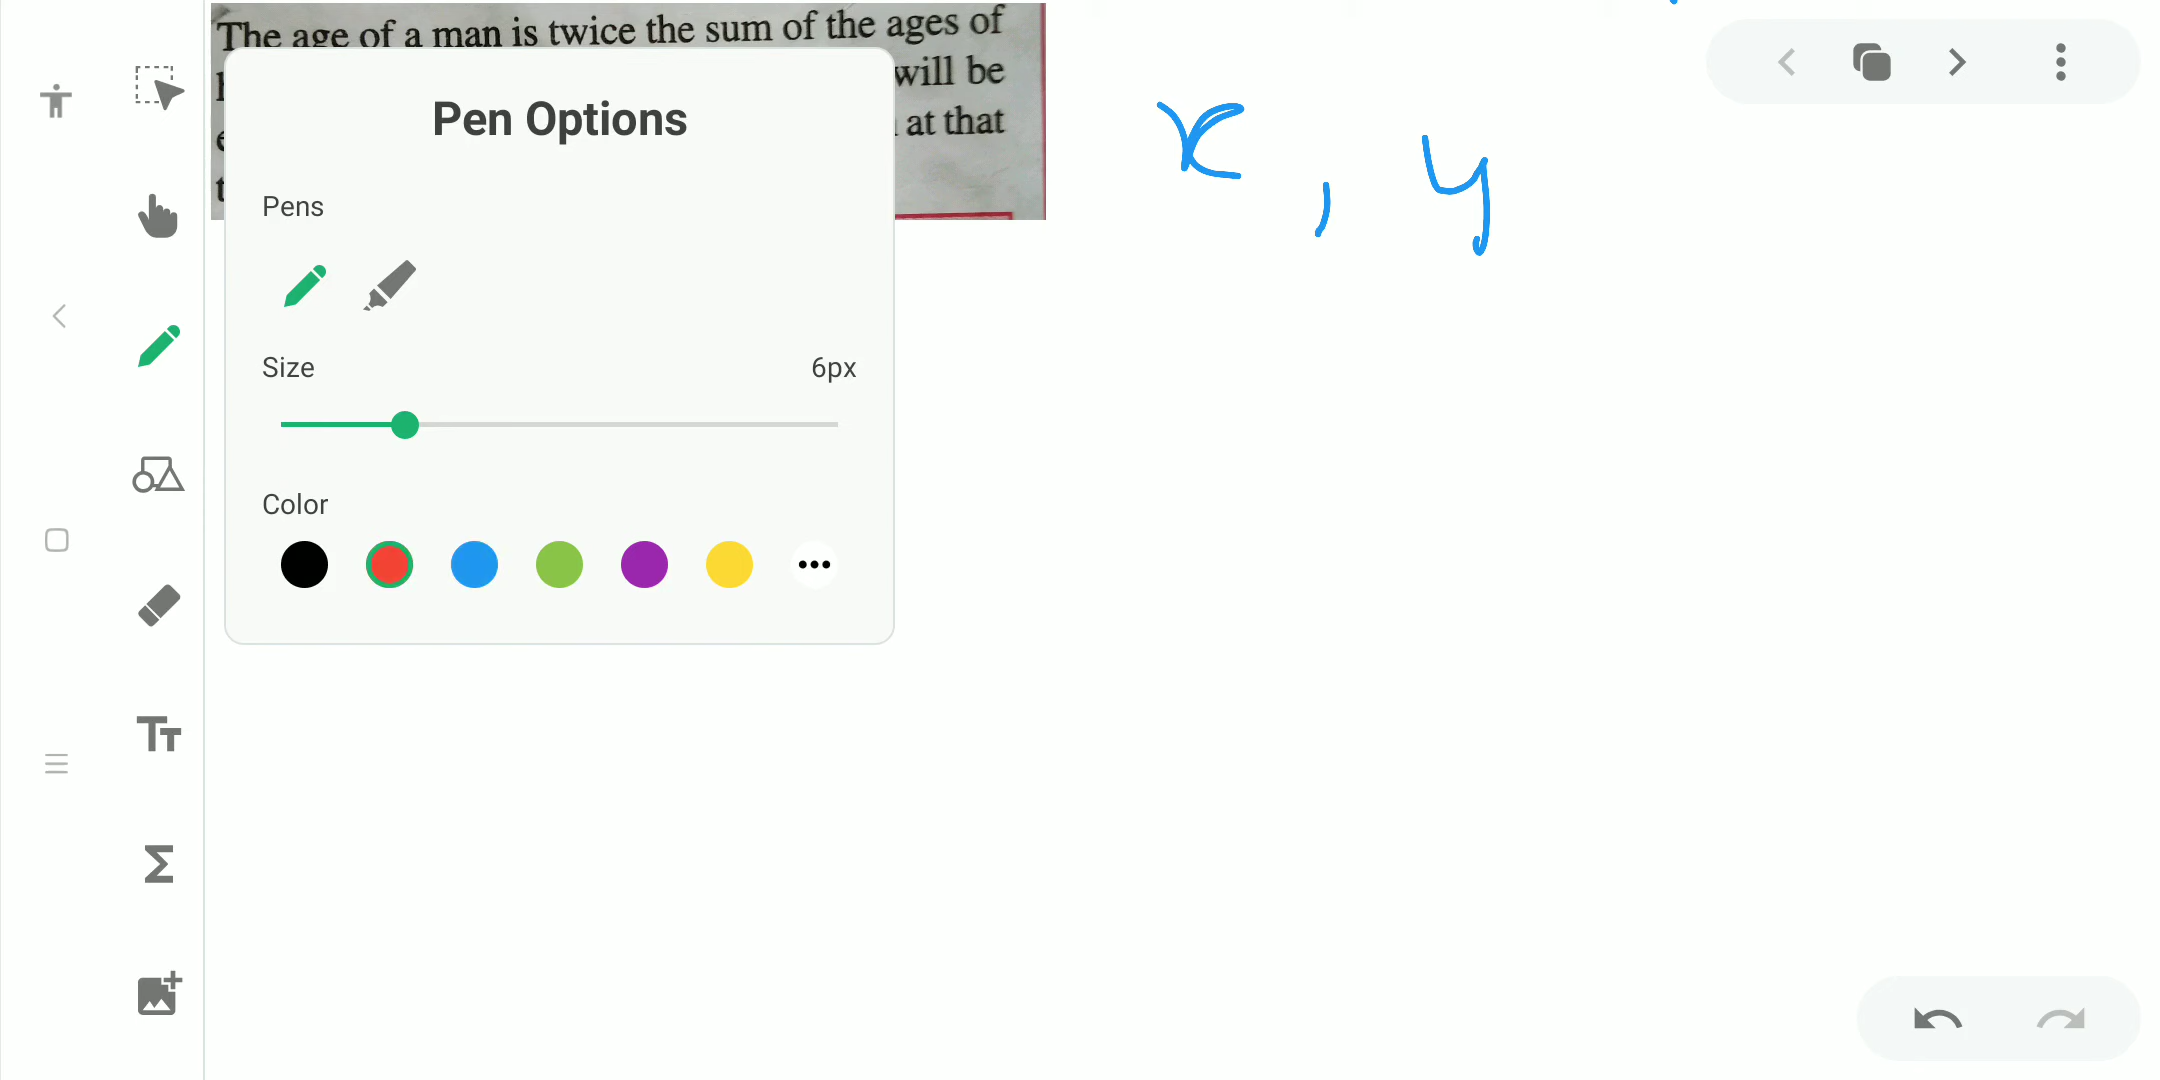 The age of a man is twice the sum of the ages of
will be
at that
Pen Options
Pens
Size 6px
Color
x, y